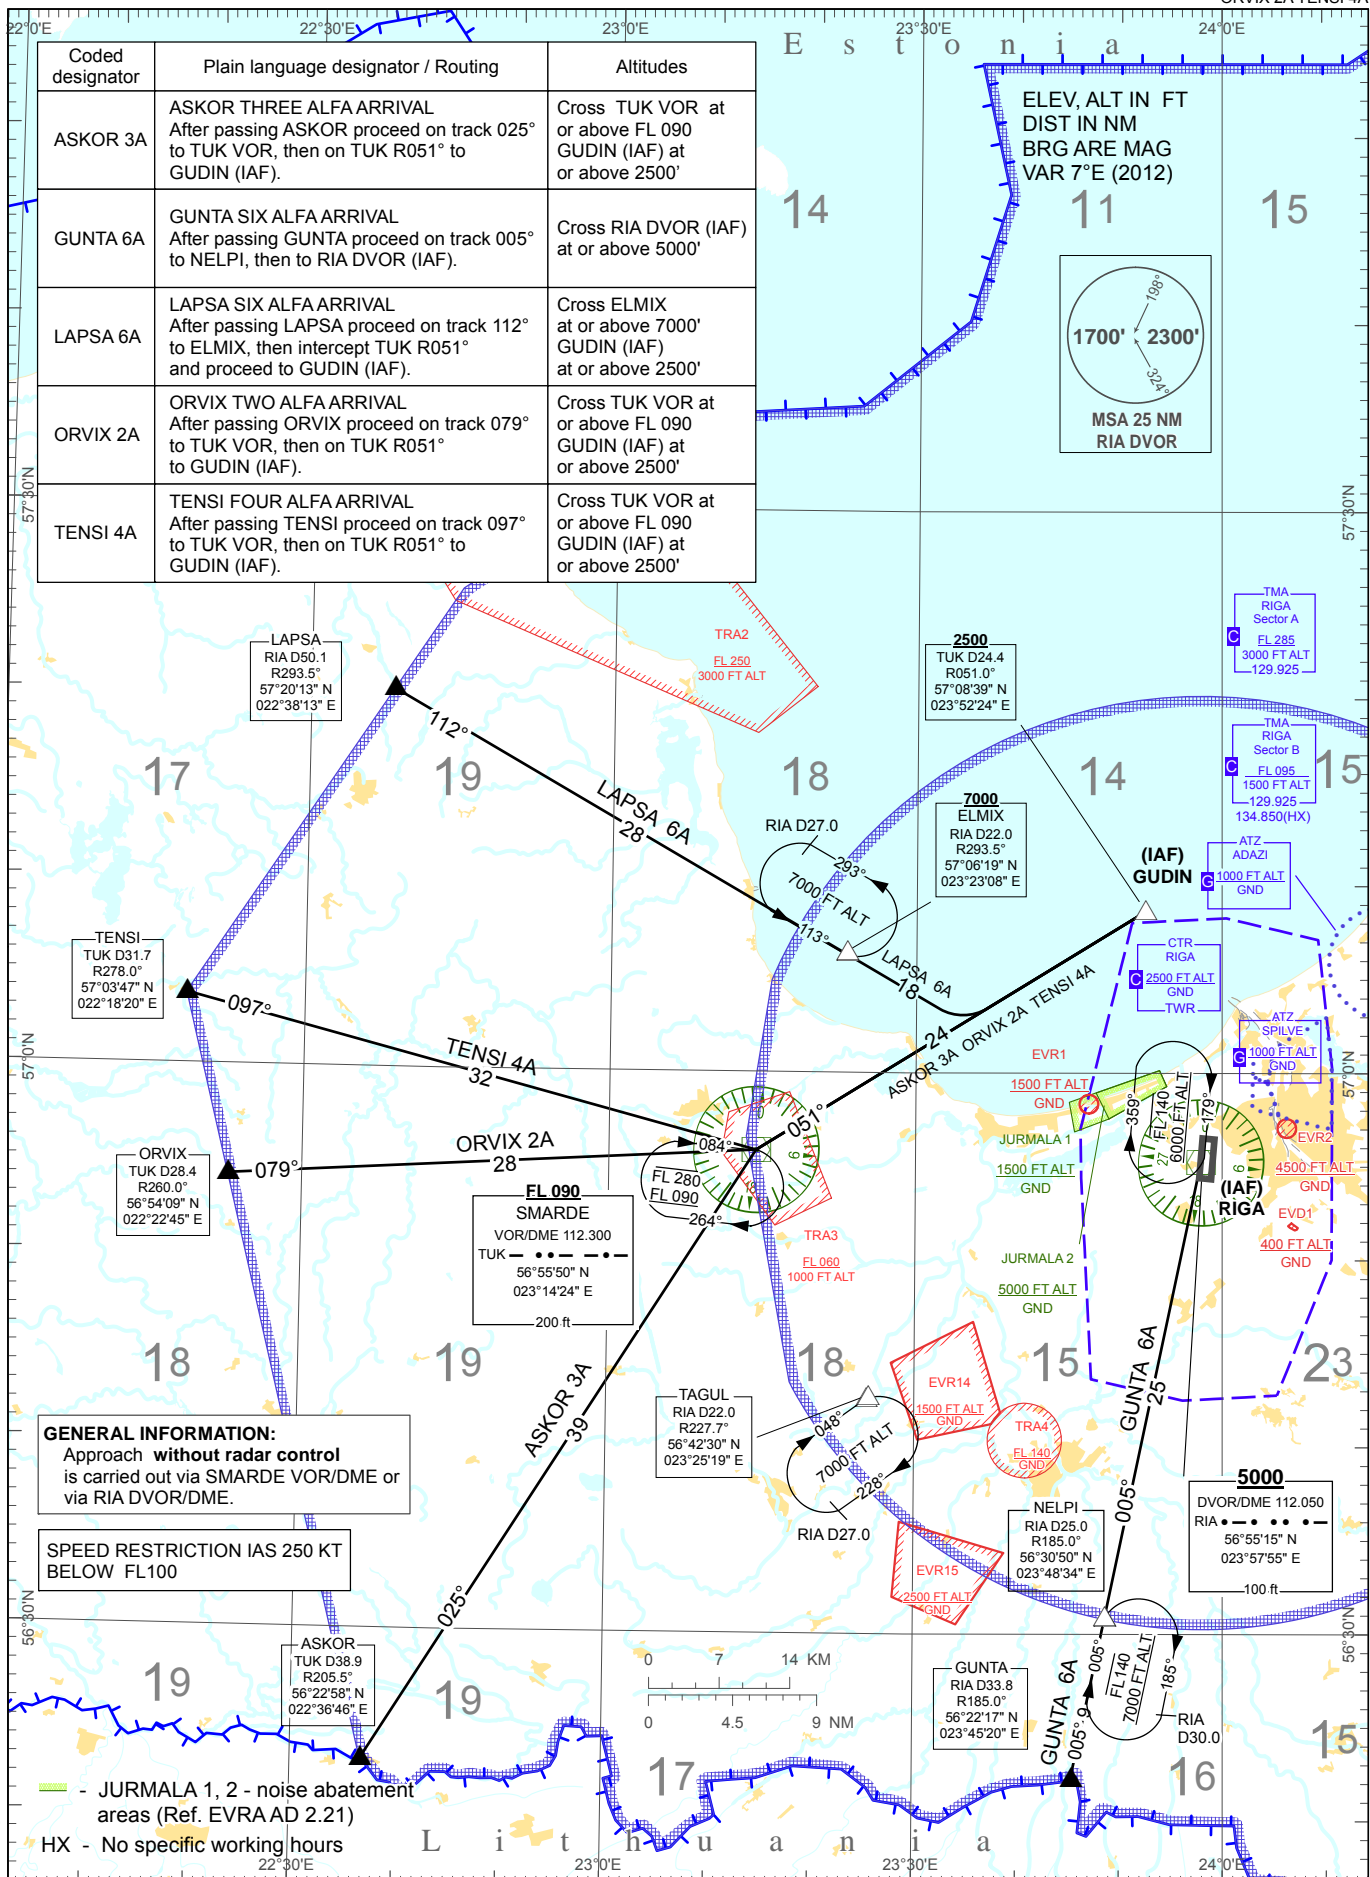 22°0'E
22°30'E
23°0'E
23°30'E
24°0'E
E s t o n i a
Coded designator
Plain language designator / Routing
Altitudes
ASKOR 3A
ASKOR THREE ALFA ARRIVAL
After passing ASKOR proceed on track 025°
to TUK VOR, then on TUK R051° to
GUDIN (IAF).
Cross TUK VOR at
or above FL 090
GUDIN (IAF) at
or above 2500'
GUNTA 6A
GUNTA SIX ALFA ARRIVAL
After passing GUNTA proceed on track 005°
to NELPI, then to RIA DVOR (IAF).
Cross RIA DVOR (IAF)
at or above 5000'
LAPSA 6A
LAPSA SIX ALFA ARRIVAL
After passing LAPSA proceed on track 112°
to ELMIX, then intercept TUK R051°
and proceed to GUDIN (IAF).
Cross ELMIX
at or above 7000'
GUDIN (IAF)
at or above 2500'
ORVIX 2A
ORVIX TWO ALFA ARRIVAL
After passing ORVIX proceed on track 079°
to TUK VOR, then on TUK R051°
to GUDIN (IAF).
Cross TUK VOR at
or above FL 090
GUDIN (IAF) at
or above 2500'
TENSI 4A
TENSI FOUR ALFA ARRIVAL
After passing TENSI proceed on track 097°
to TUK VOR, then on TUK R051° to
GUDIN (IAF).
Cross TUK VOR at
or above FL 090
GUDIN (IAF) at
or above 2500'
ELEV, ALT IN FT
DIST IN NM
BRG ARE MAG
VAR 7°E (2012)
14
11
15
198°
1700' 2300'
324°
MSA 25 NM
RIA DVOR
57°30'N
57°30'N
LAPSA
RIA D50.1
R293.5°
57°20'13" N
022°38'13" E
TRA2
FL 250
3000 FT ALT
2500
TUK D24.4
R051.0°
57°08'39" N
023°52'24" E
TMA
RIGA
Sector A
C
FL 285
3000 FT ALT
129.925
TMA
RIGA
Sector B
C
FL 095
1500 FT ALT
129.925
134.850(HX)
17
19
18
14
15
112°
LAPSA 6A
28
RIA D27.0
293°
7000 FT ALT
113°
7000
ELMIX
RIA D22.0
R293.5°
57°06'19" N
023°23'08" E
(IAF)
GUDIN
ATZ
ADAZI
G
1000 FT ALT
GND
TENSI
TUK D31.7
R278.0°
57°03'47" N
022°18'20" E
097°
TENSI 4A
32
LAPSA 6A
18
24
ASKOR 3A ORVIX 2A TENSI 4A
CTR
RIGA
C
2500 FT ALT
GND
TWR
ATZ
SPILVE
G
1000 FT ALT
GND
57°0'N
57°0'N
EVR1
1500 FT ALT
GND
051°
359°
FL 140
6000 FT ALT
179°
27
6
(IAF)
RIGA
EVR2
4500 FT ALT
GND
EVD1
400 FT ALT
GND
ORVIX
TUK D28.4
R260.0°
56°54'09" N
022°22'45" E
079°
ORVIX 2A
28
084°
FL 280
FL 090
264°
6
JURMALA 1
1500 FT ALT
GND
JURMALA 2
5000 FT ALT
GND
FL 090
SMARDE
VOR/DME 112.300
TUK
56°55'50" N
023°14'24" E
200 ft
TRA3
FL 060
1000 FT ALT
18
19
18
15
23
ASKOR 3A
39
TAGUL
RIA D22.0
R227.7°
56°42'30" N
023°25'19" E
048°
7000 FT ALT
228°
RIA D27.0
EVR14
1500 FT ALT
GND
TRA4
FL 140
GND
GUNTA 6A
25
005°
GENERAL INFORMATION:
Approach without radar control
is carried out via SMARDE VOR/DME or
via RIA DVOR/DME.
SPEED RESTRICTION IAS 250 KT
BELOW FL100
NELPI
RIA D25.0
R185.0°
56°30'50" N
023°48'34" E
5000
DVOR/DME 112.050
RIA
56°55'15" N
023°57'55" E
100 ft
EVR15
2500 FT ALT
GND
025°
56°30'N
56°30'N
ASKOR
TUK D38.9
R205.5°
56°22'58" N
022°36'46" E
0 7 14 KM
0 4.5 9 NM
GUNTA
RIA D33.8
R185.0°
56°22'17" N
023°45'20" E
GUNTA 6A
005°
9
005°
FL140
7000 FT ALT
185°
RIA
D30.0
19
19
17
16
15
- JURMALA 1, 2 - noise abatement
areas (Ref. EVRA AD 2.21)
HX - No specific working hours
L i t h u a n i a
22°30'E
23°0'E
23°30'E
24°0'E